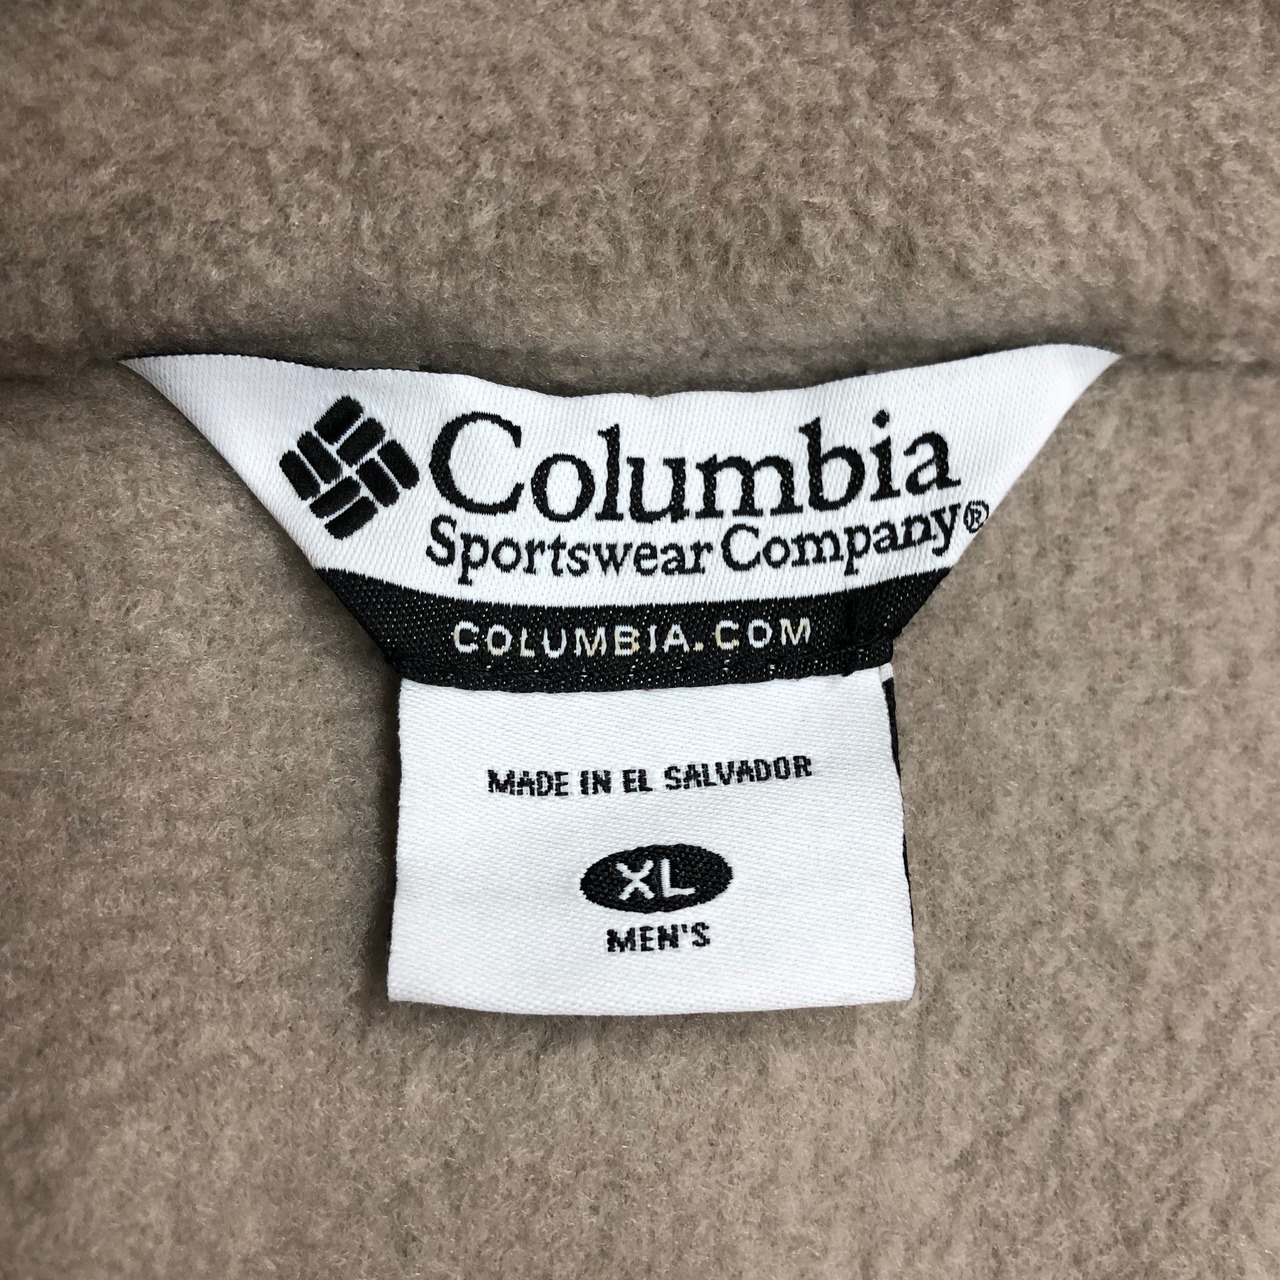 Columbia
Sportswear Company®
COLUMBIA.COM
MADE IN EL SALVADOR
XL
MEN'S